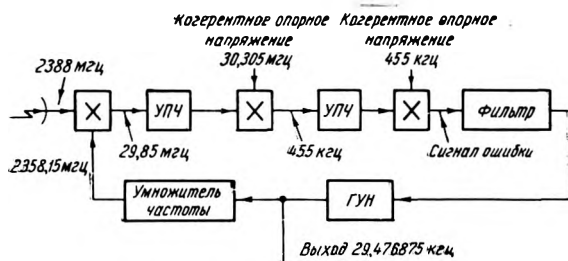 Когерентное опорное
напряжение
30,305 мгц
Когерентное опорное
напряжение
455 кгц
2388 мгц
X
УПЧ
X
УПЧ
X
Фильтр
29,85 мгц
455 кгц
Сигнал ошибки
2358,15 мгц
Умножитель
частоты
ГУН
Выход 29,476875 кгц